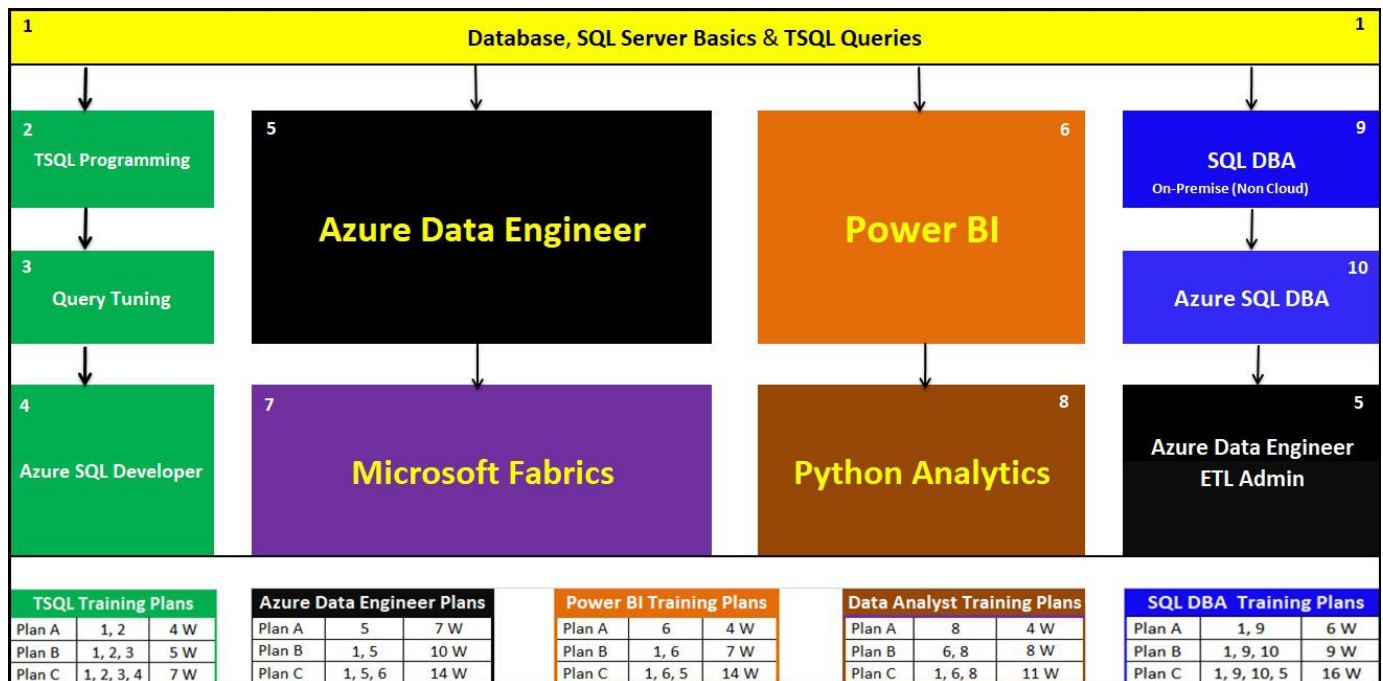 1
Database, SQL Server Basics & TSQL Queries
1
2
TSQL Programming
5
Azure Data Engineer
6
Power BI
9
SQL DBA
On-Premise (Non Cloud)
3
Query Tuning
10
Azure SQL DBA
4
Azure SQL Developer
7
Microsoft Fabrics
8
Python Analytics
5
Azure Data Engineer
ETL Admin
TSQL Training Plans
Plan A 1, 2 4 W
Plan B 1, 2, 3 5 W
Plan C 1, 2, 3, 4 7 W
Azure Data Engineer Plans
Plan A 5 7 W
Plan B 1, 5 10 W
Plan C 1, 5, 6 14 W
Power BI Training Plans
Plan A 6 4 W
Plan B 1, 6 7 W
Plan C 1, 6, 5 14 W
Data Analyst Training Plans
Plan A 8 4 W
Plan B 6, 8 8 W
Plan C 1, 6, 8 11 W
SQL DBA Training Plans
Plan A 1, 9 6 W
Plan B 1, 9, 10 9 W
Plan C 1, 9, 10, 5 16 W